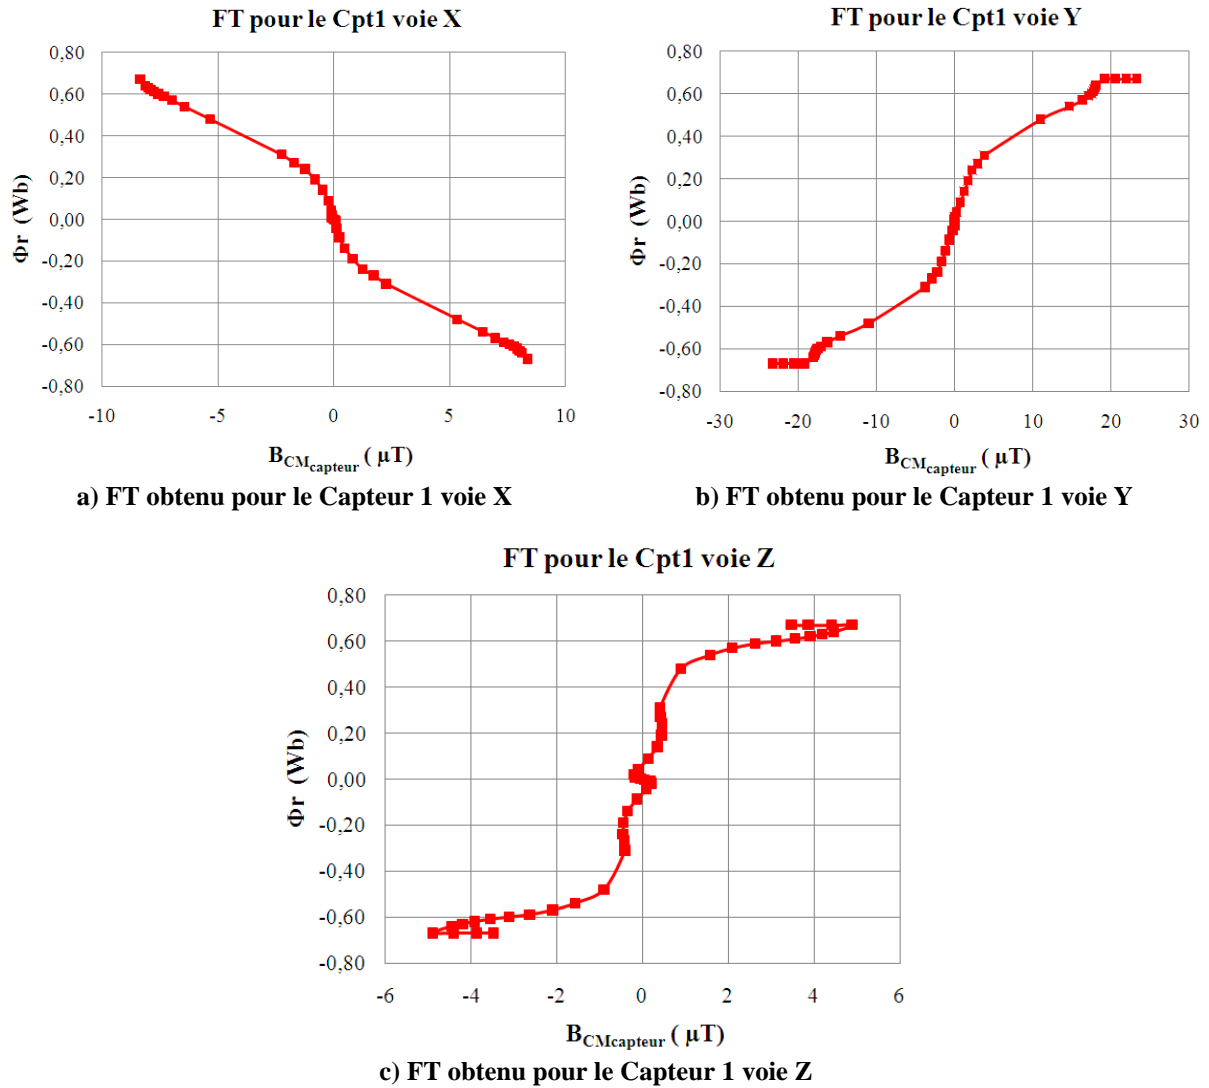 FT pour le Cpt1 voie X
0,80
0,60
0,40
0,20
0,00
-0,20
-0,40
-0,60
-0,80
Φr (Wb)
-10 -5 0 5 10
B_CM_capteur ( µT)
a) FT obtenu pour le Capteur 1 voie X
FT pour le Cpt1 voie Y
0,80
0,60
0,40
0,20
0,00
-0,20
-0,40
-0,60
-0,80
Φr (Wb)
-30 -20 -10 0 10 20 30
B_CM_capteur ( µT)
b) FT obtenu pour le Capteur 1 voie Y
FT pour le Cpt1 voie Z
0,80
0,60
0,40
0,20
0,00
-0,20
-0,40
-0,60
-0,80
Φr (Wb)
-6 -4 -2 0 2 4 6
B_CMcapteur ( µT)
c) FT obtenu pour le Capteur 1 voie Z